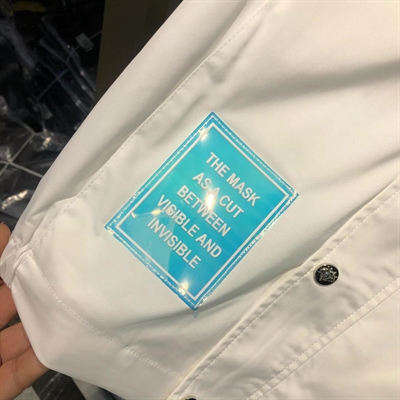 THE MASK
AS A CUT
BETWEEN
VISIBLE AND
INVISIBLE